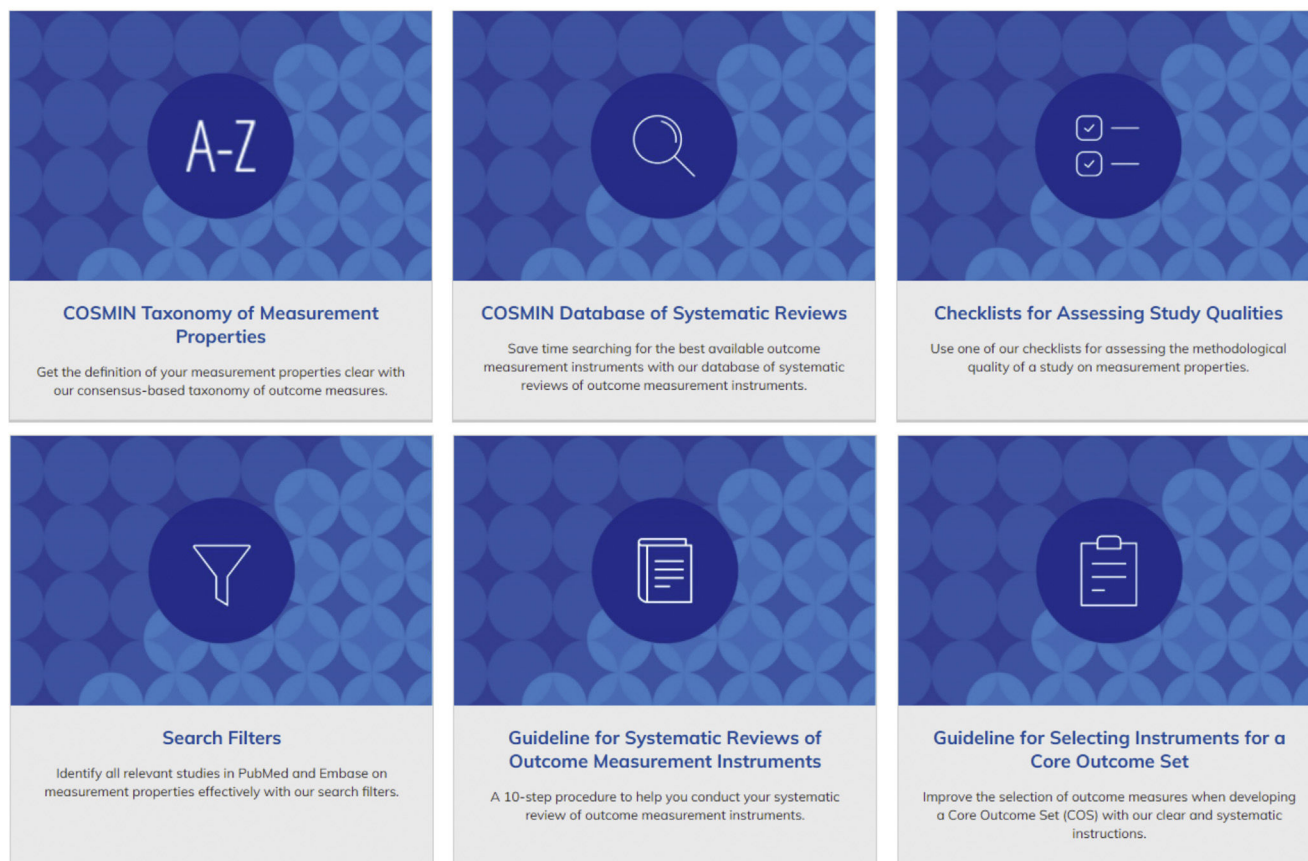 A-Z
COSMIN Taxonomy of Measurement
Properties
Get the definition of your measurement properties clear with
our consensus-based taxonomy of outcome measures.
COSMIN Database of Systematic Reviews
Save time searching for the best available outcome
measurement instruments with our database of systematic
reviews of outcome measurement instruments.
Checklists for Assessing Study Qualities
Use one of our checklists for assessing the methodological
quality of a study on measurement properties.
Search Filters
Identify all relevant studies in PubMed and Embase on
measurement properties effectively with our search filters.
Guideline for Systematic Reviews of
Outcome Measurement Instruments
A 10-step procedure to help you conduct your systematic
review of outcome measurement instruments.
Guideline for Selecting Instruments for a
Core Outcome Set
Improve the selection of outcome measures when developing
a Core Outcome Set (COS) with our clear and systematic
instructions.